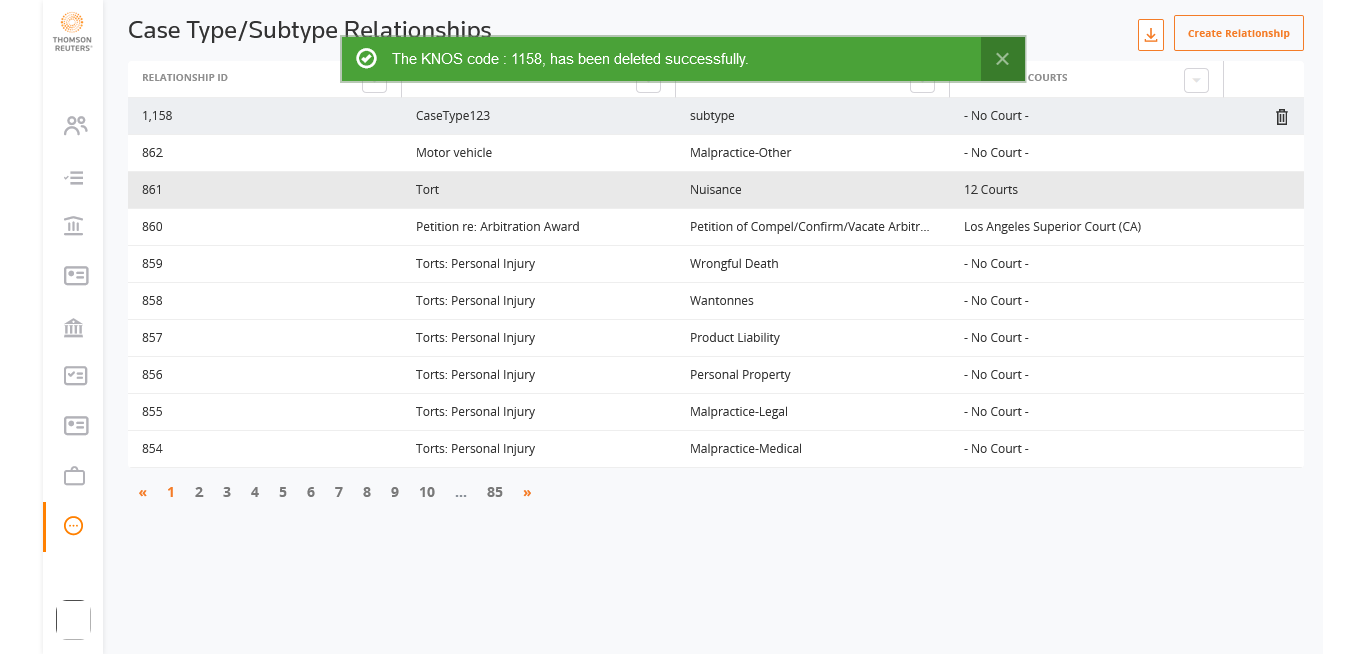 THOMSON
REUTERS®
Case Type/Subtype Relationships
Create Relationship
The KNOS code : 1158, has been deleted successfully.
RELATIONSHIP ID
COURTS
1,158 CaseType123 subtype - No Court -
862 Motor vehicle Malpractice-Other - No Court -
861 Tort Nuisance 12 Courts
860 Petition re: Arbitration Award Petition of Compel/Confirm/Vacate Arbitr... Los Angeles Superior Court (CA)
859 Torts: Personal Injury Wrongful Death - No Court -
858 Torts: Personal Injury Wantonnes - No Court -
857 Torts: Personal Injury Product Liability - No Court -
856 Torts: Personal Injury Personal Property - No Court -
855 Torts: Personal Injury Malpractice-Legal - No Court -
854 Torts: Personal Injury Malpractice-Medical - No Court -
« 1 2 3 4 5 6 7 8 9 10 ... 85 »